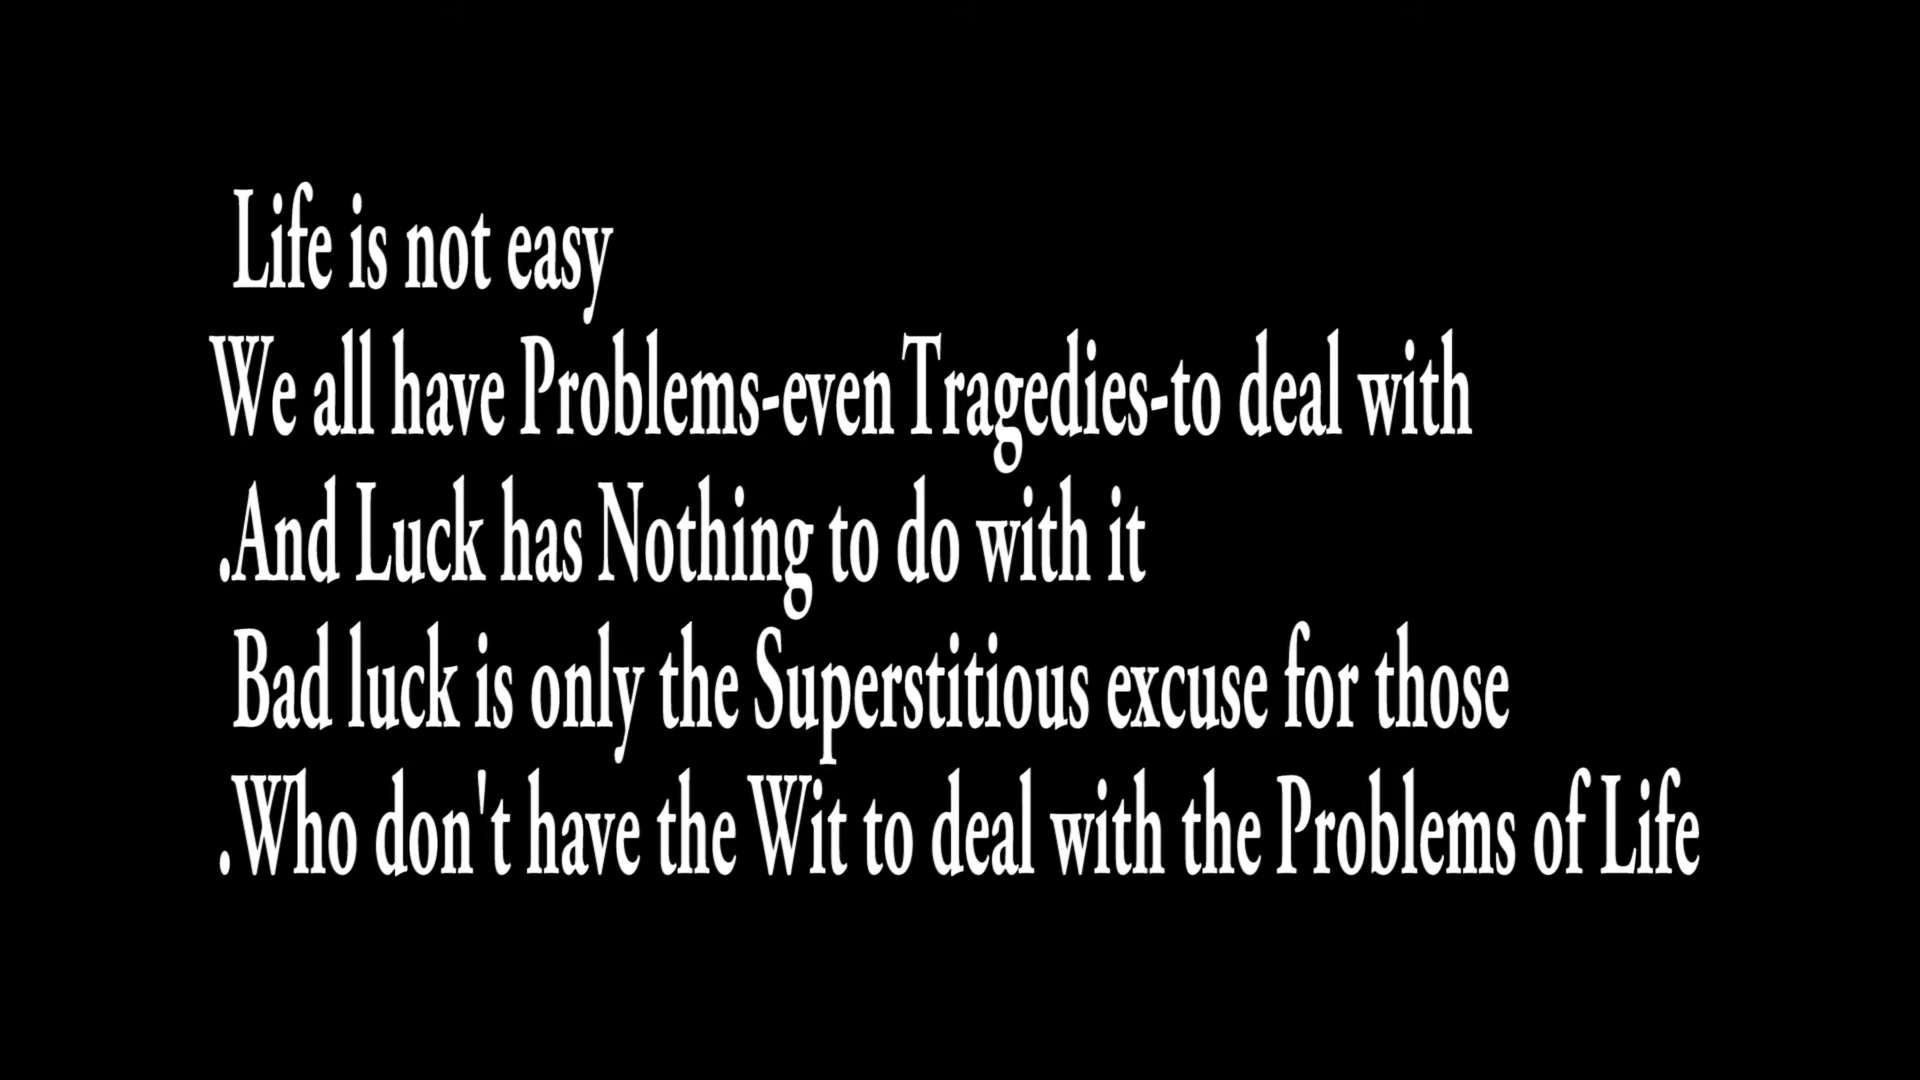 Life is not easy
We all have Problems-even Tragedies-to deal with
.And Luck has Nothing to do with it
Bad luck is only the Superstitious excuse for those
.Who don't have the Wit to deal with the Problems of Life